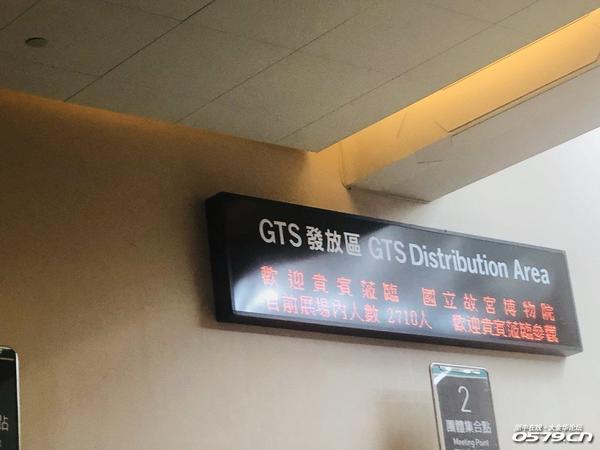 GTS 發放區 GTS Distribution Area
歡迎貴賓蒞臨 國立故宮博物院
目前展場內人數 2710人 歡迎貴賓蒞臨參觀
2
團體集合點
Meeting Point
點
0579.CN